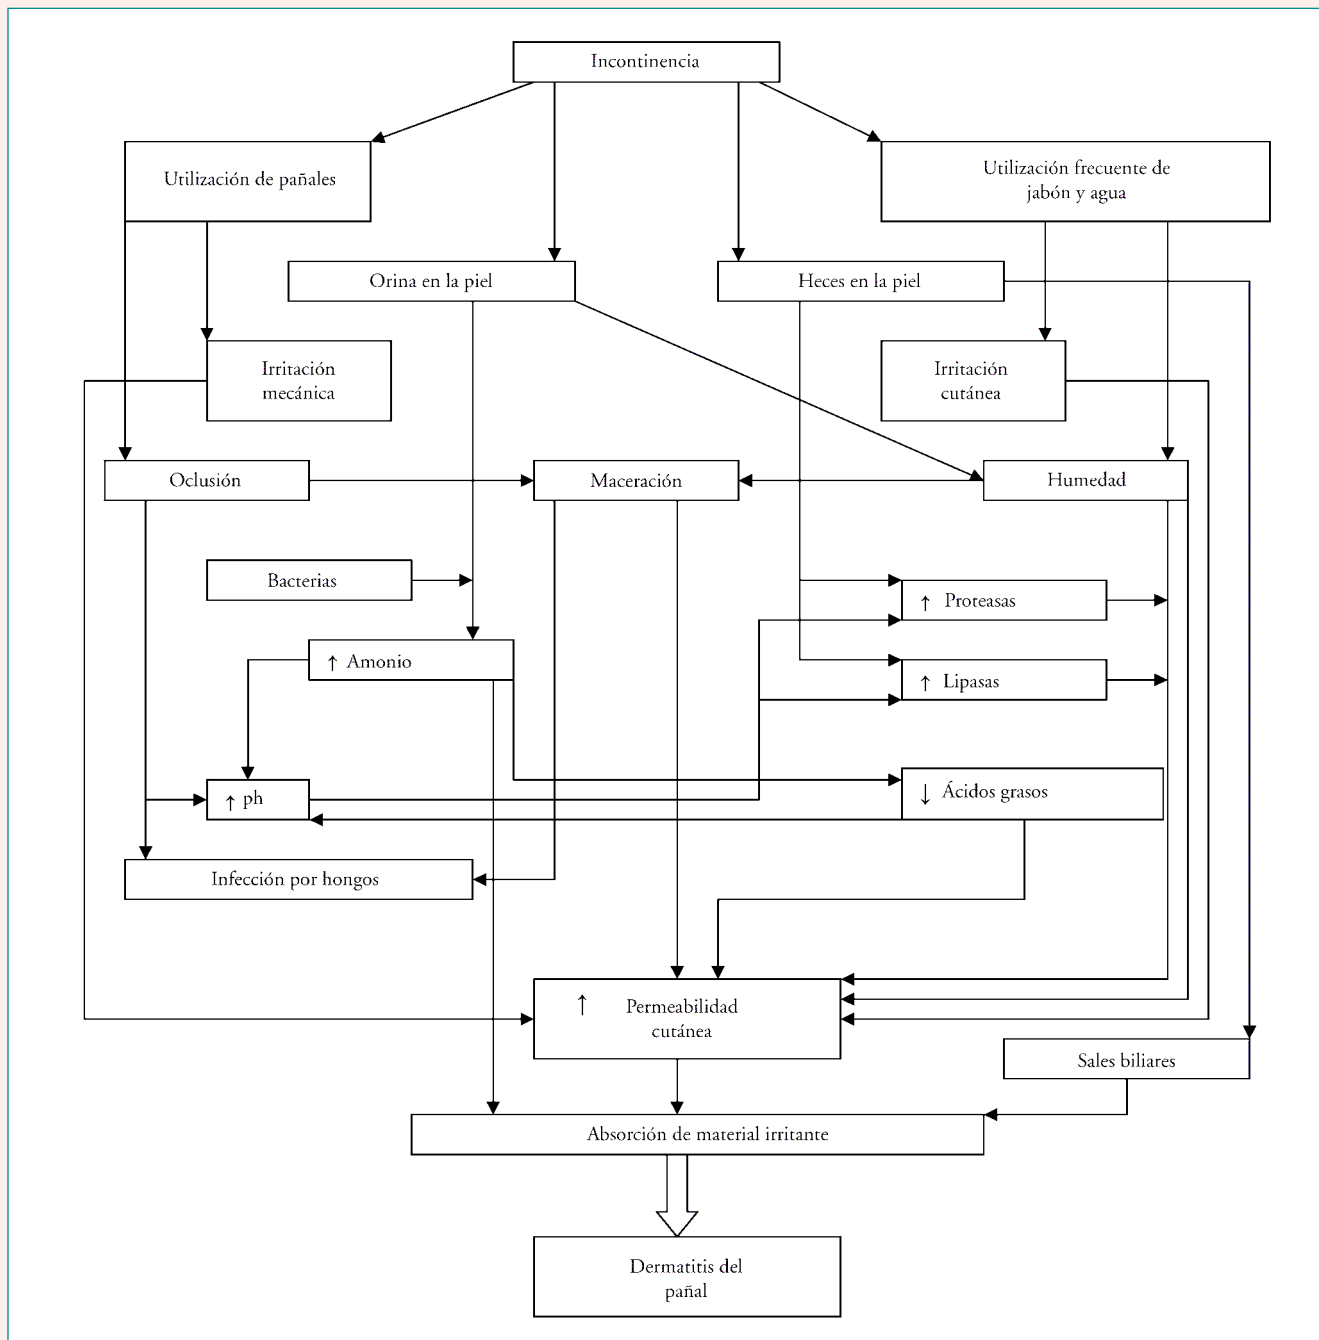 Incontinencia
Utilización de pañales
Utilización frecuente de
jabón y agua
Orina en la piel
Heces en la piel
Irritación
mecánica
Irritación
cutánea
Oclusión
Maceración
Humedad
Bacterias
↑ Proteasas
↑ Amonio
↑ Lipasas
↑ ph
↓ Ácidos grasos
Infección por hongos
↑ Permeabilidad
cutánea
Sales biliares
Absorción de material irritante
Dermatitis del
pañal